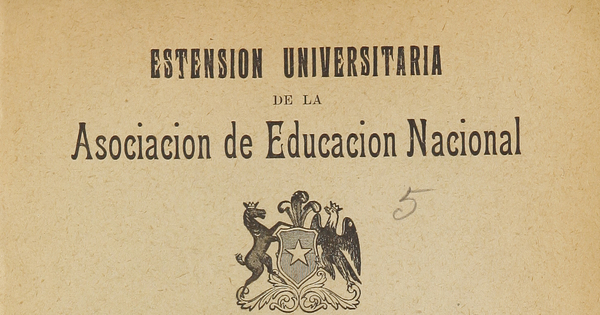 ESTENSION UNIVERSITARIA
DE LA
Asociacion de Educacion Nacional
5